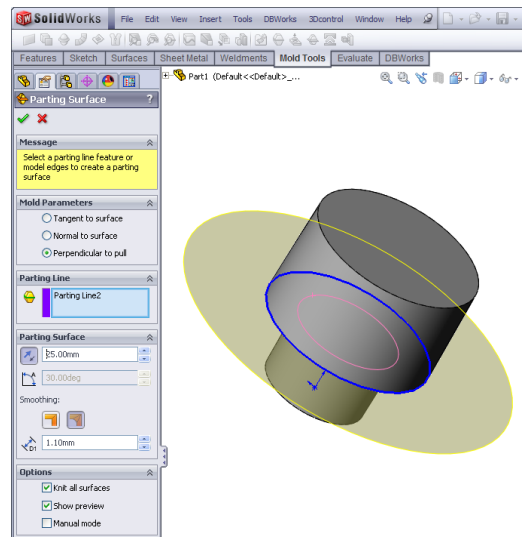 SolidWorks File Edit View Insert Tools DBWorks 3Dcontrol Window Help
Features Sketch Surfaces Sheet Metal Weldments Mold Tools Evaluate DBWorks
Part1 (Default<<Default>_...
Parting Surface ?
Message
Select a parting line feature or
model edges to create a parting
surface
Mold Parameters
Tangent to surface
Normal to surface
Perpendicular to pull
Parting Line
Parting Line2
Parting Surface
25.00mm
30.00deg
Smoothing:
D1 1.10mm
Options
Knit all surfaces
Show preview
Manual mode